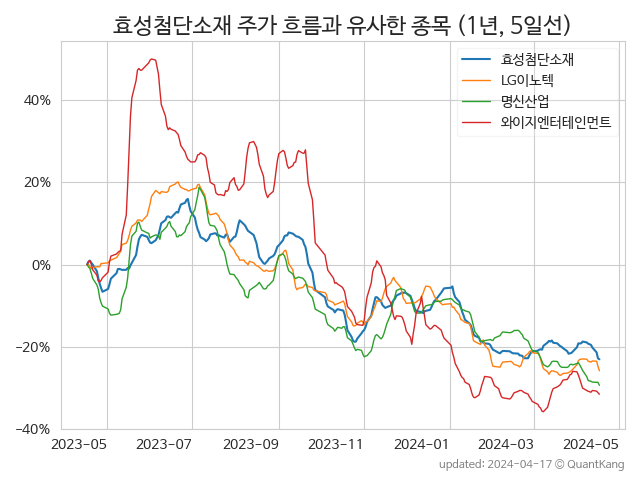 효성첨단소재 주가 흐름과 유사한 종목 (1년, 5일선)
효성첨단소재
LG이노텍
명신산업
와이지엔터테인먼트
40%
20%
0%
−20%
−40%
2023-05 2023-07 2023-09 2023-11 2024-01 2024-03 2024-05
updated: 2024-04-17 © QuantKang